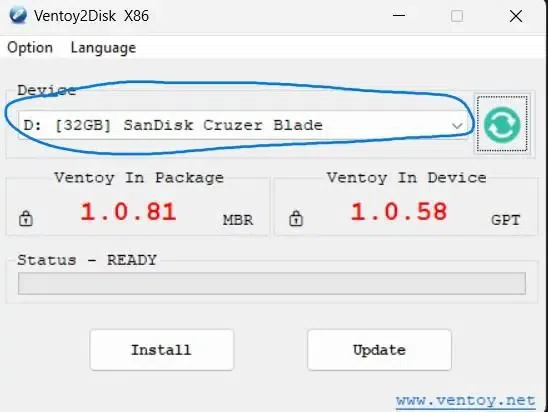 Ventoy2Disk X86
Option Language
Device
D: [32GB] SanDisk Cruzer Blade
Ventoy In Package
Ventoy In Device
1.0.81 MBR
1.0.58 GPT
Status - READY
Install
Update
www.ventoy.net